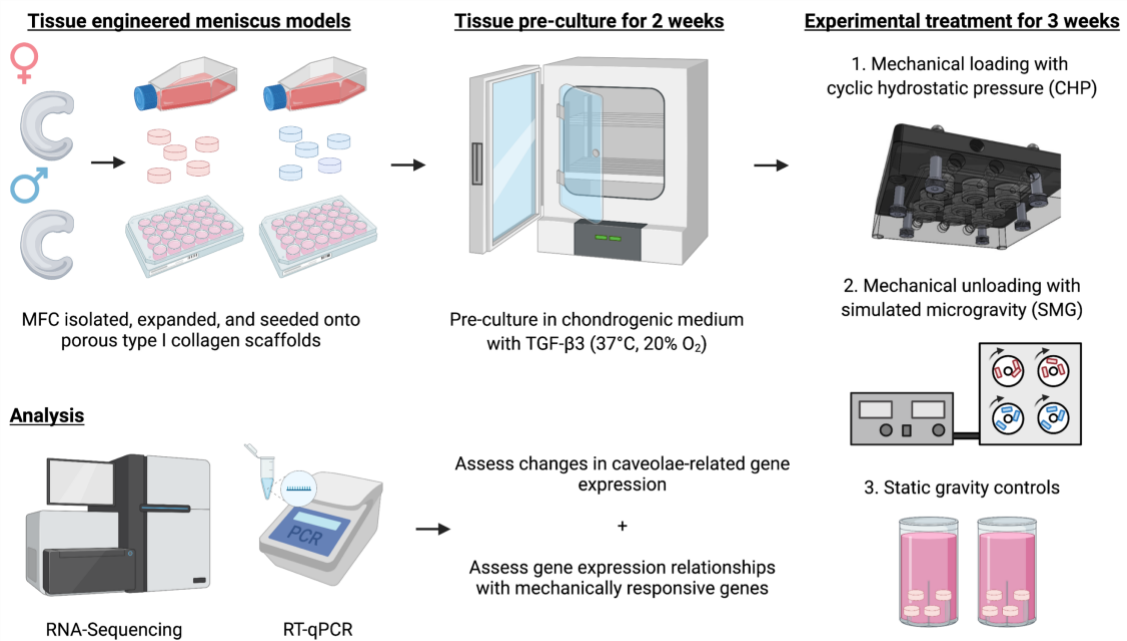 Tissue engineered meniscus models
MFC isolated, expanded, and seeded onto
porous type I collagen scaffolds
Tissue pre-culture for 2 weeks
Pre-culture in chondrogenic medium
with TGF-β3 (37°C, 20% O₂)
Experimental treatment for 3 weeks
1. Mechanical loading with
cyclic hydrostatic pressure (CHP)
2. Mechanical unloading with
simulated microgravity (SMG)
3. Static gravity controls
Analysis
PCR
RNA-Sequencing
RT-qPCR
Assess changes in caveolae-related gene
expression
+
Assess gene expression relationships
with mechanically responsive genes